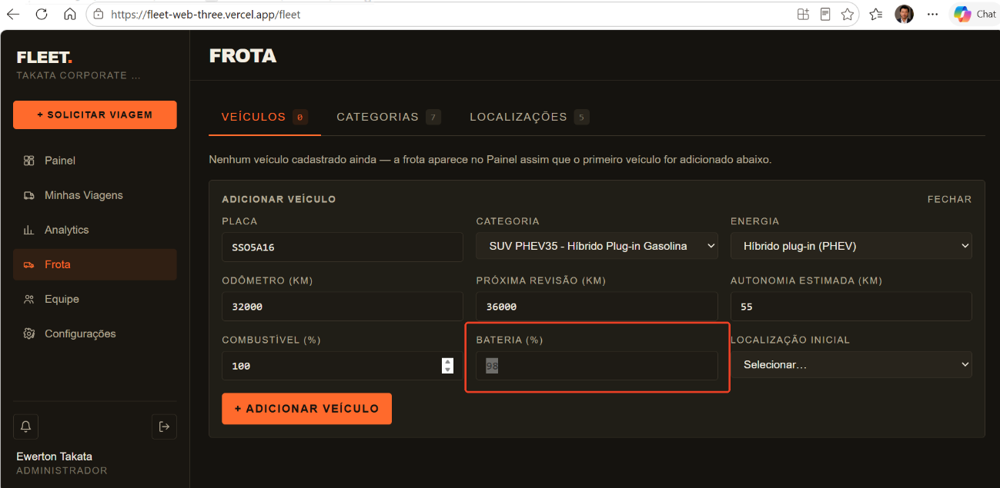 https://fleet-web-three.vercel.app/fleet
Chat
FLEET.
TAKATA CORPORATE ...
+ SOLICITAR VIAGEM
Painel
Minhas Viagens
Analytics
Frota
Equipe
Configurações
Ewerton Takata
ADMINISTRADOR
FROTA
VEÍCULOS 0 CATEGORIAS 7 LOCALIZAÇÕES 5
Nenhum veículo cadastrado ainda — a frota aparece no Painel assim que o primeiro veículo for adicionado abaixo.
ADICIONAR VEÍCULO FECHAR
PLACA CATEGORIA ENERGIA
SSO5A16 SUV PHEV35 - Híbrido Plug-in Gasolina Híbrido plug-in (PHEV)
ODÔMETRO (KM) PRÓXIMA REVISÃO (KM) AUTONOMIA ESTIMADA (KM)
32000 36000 55
COMBUSTÍVEL (%) BATERIA (%) LOCALIZAÇÃO INICIAL
100 98 Selecionar...
+ ADICIONAR VEÍCULO